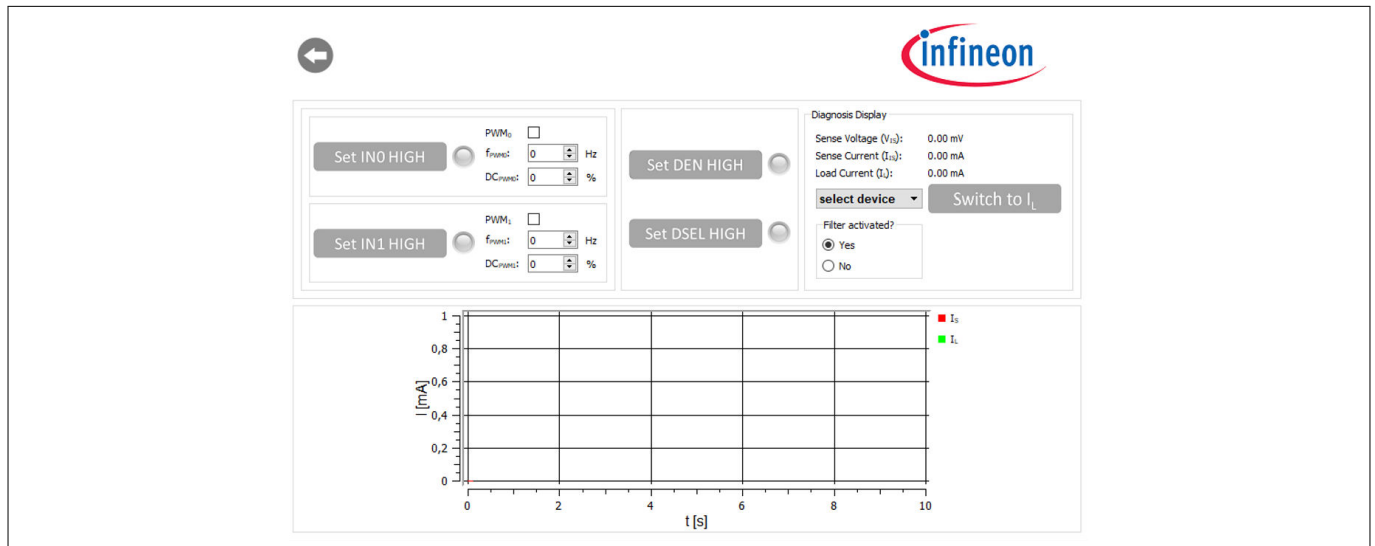 infineon
Set IN0 HIGH
PWM₀
fPWM0: 0 Hz
DCPWM0: 0 %
Set IN1 HIGH
PWM₁
fPWM1: 0 Hz
DCPWM1: 0 %
Set DEN HIGH
Set DSEL HIGH
Diagnosis Display
Sense Voltage (VIS): 0.00 mV
Sense Current (IIS): 0.00 mA
Load Current (IL): 0.00 mA
select device
Switch to IL
Filter activated?
Yes
No
I [mA]
1
0,8
0,6
0,4
0,2
0
0 2 4 6 8 10
t [s]
IS
IL